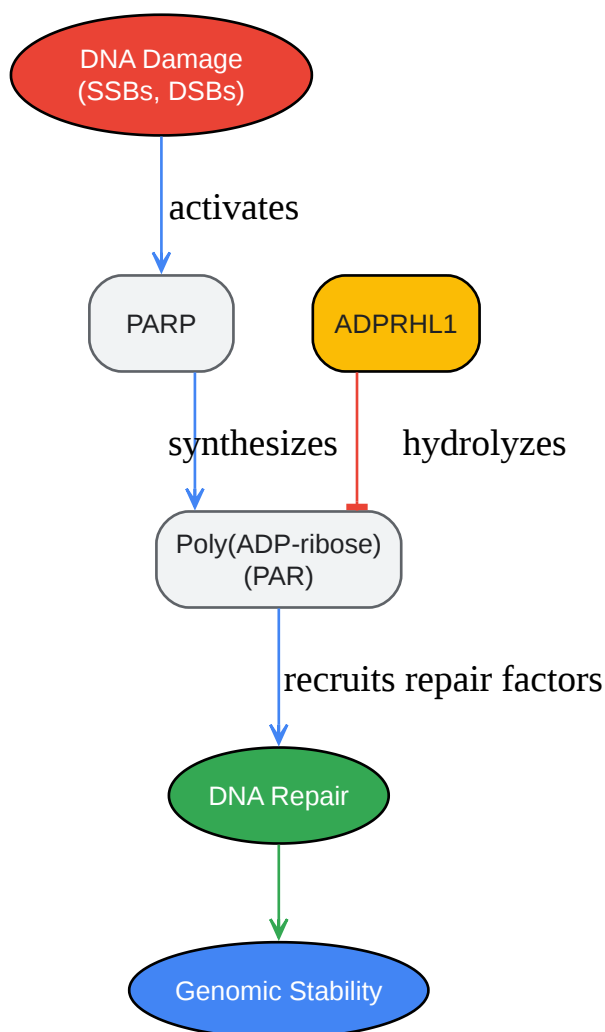 DNA Damage
(SSBs, DSBs)
activates
PARP
ADPRHL1
synthesizes
hydrolyzes
Poly(ADP-ribose)
(PAR)
recruits repair factors
DNA Repair
Genomic Stability